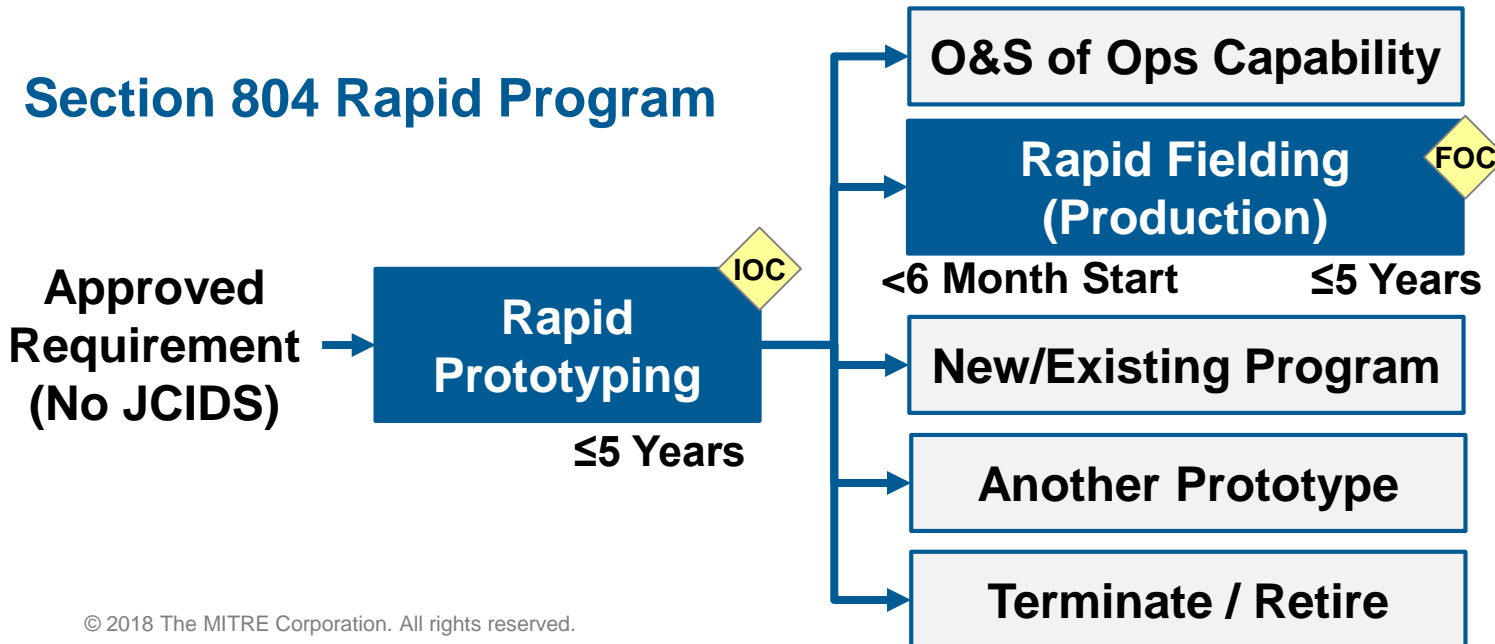 Section 804 Rapid Program
Approved
Requirement
(No JCIDS)
Rapid
Prototyping
IOC
≤5 Years
O&S of Ops Capability
Rapid Fielding
(Production)
FOC
<6 Month Start
≤5 Years
New/Existing Program
Another Prototype
Terminate / Retire
© 2018 The MITRE Corporation. All rights reserved.